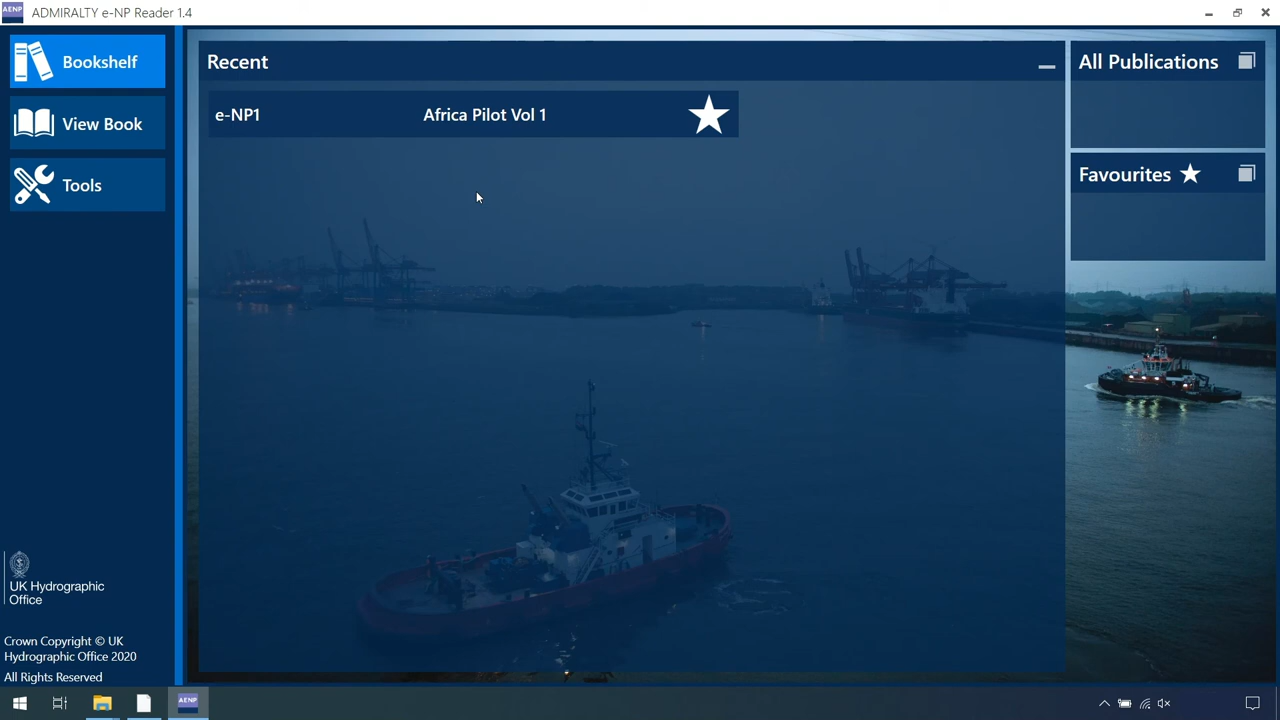 ADMIRALTY e-NP Reader 1.4
Bookshelf
View Book
Tools
UK Hydrographic
Office
Crown Copyright © UK
Hydrographic Office 2020
All Rights Reserved
Recent
e-NP1 Africa Pilot Vol 1
All Publications
Favourites
AENP